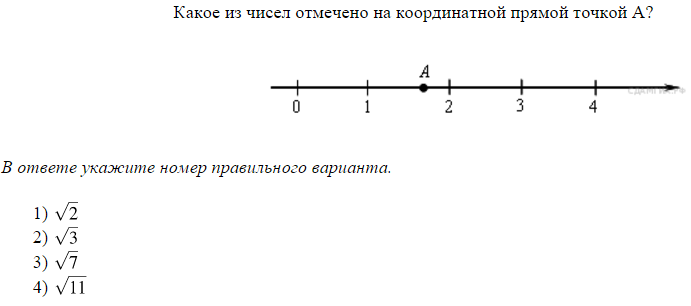 Какое из чисел отмечено на координатной прямой точкой A?
A
0 1 2 3 4
В ответе укажите номер правильного варианта.
1) √2
2) √3
3) √7
4) √11